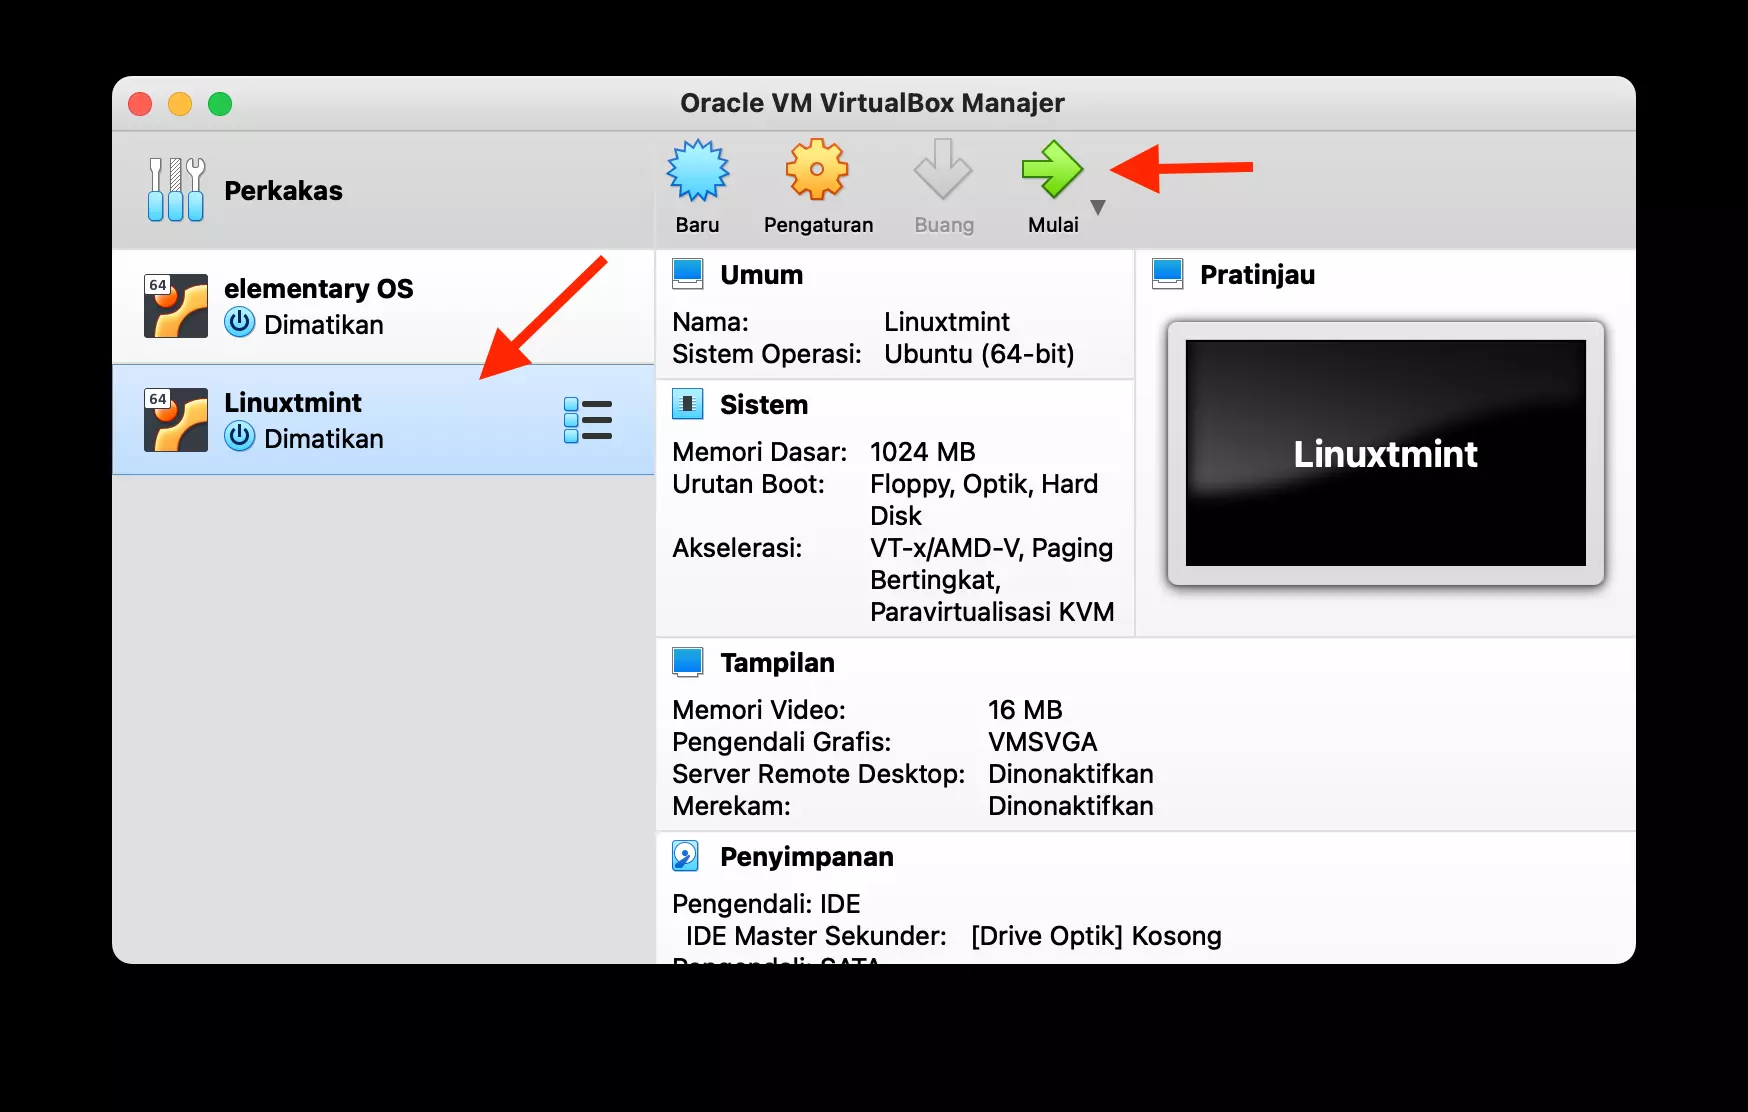 Oracle VM VirtualBox Manajer
Perkakas
Baru
Pengaturan
Buang
Mulai
64
elementary OS
Dimatikan
64
Linuxtmint
Dimatikan
Umum
Nama: Linuxtmint
Sistem Operasi: Ubuntu (64-bit)
Sistem
Memori Dasar: 1024 MB
Urutan Boot: Floppy, Optik, Hard
Disk
Akselerasi: VT-x/AMD-V, Paging
Bertingkat,
Paravirtualisasi KVM
Pratinjau
Linuxtmint
Tampilan
Memori Video: 16 MB
Pengendali Grafis: VMSVGA
Server Remote Desktop: Dinonaktifkan
Merekam: Dinonaktifkan
Penyimpanan
Pengendali: IDE
IDE Master Sekunder: [Drive Optik] Kosong
Pengendali: SATA